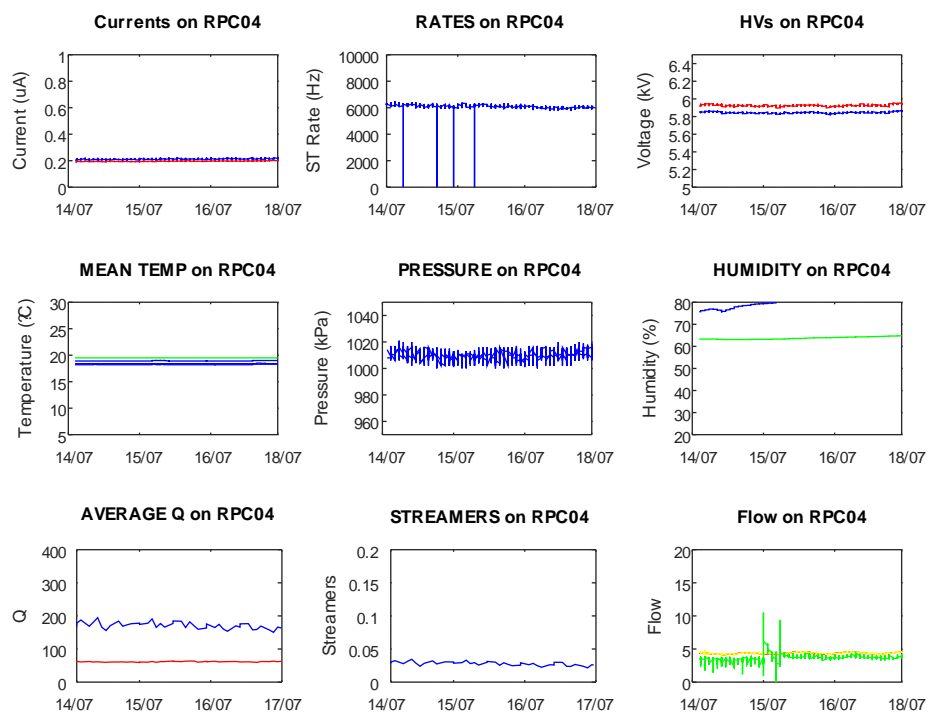 Currents on RPC04
RATES on RPC04
HVs on RPC04
1
0.8
0.6
0.4
0.2
0
Current (uA)
14/07 15/07 16/07 18/07
10000
8000
6000
4000
2000
0
ST Rate (Hz)
14/07 15/07 16/07 18/07
6.4
6.2
6
5.8
5.6
5.4
5.2
5
Voltage (kV)
14/07 15/07 16/07 18/07
MEAN TEMP on RPC04
PRESSURE on RPC04
HUMIDITY on RPC04
30
25
20
15
10
5
Temperature (?C)
14/07 15/07 16/07 18/07
1040
1020
1000
980
960
Pressure (kPa)
14/07 15/07 16/07 18/07
80
70
60
50
40
30
20
Humidity (%)
14/07 15/07 16/07 18/07
AVERAGE Q on RPC04
STREAMERS on RPC04
Flow on RPC04
400
300
200
100
0
Q
14/07 15/07 16/07 17/07
0.2
0.15
0.1
0.05
0
Streamers
14/07 15/07 16/07 17/07
20
15
10
5
0
Flow
14/07 15/07 16/07 18/07